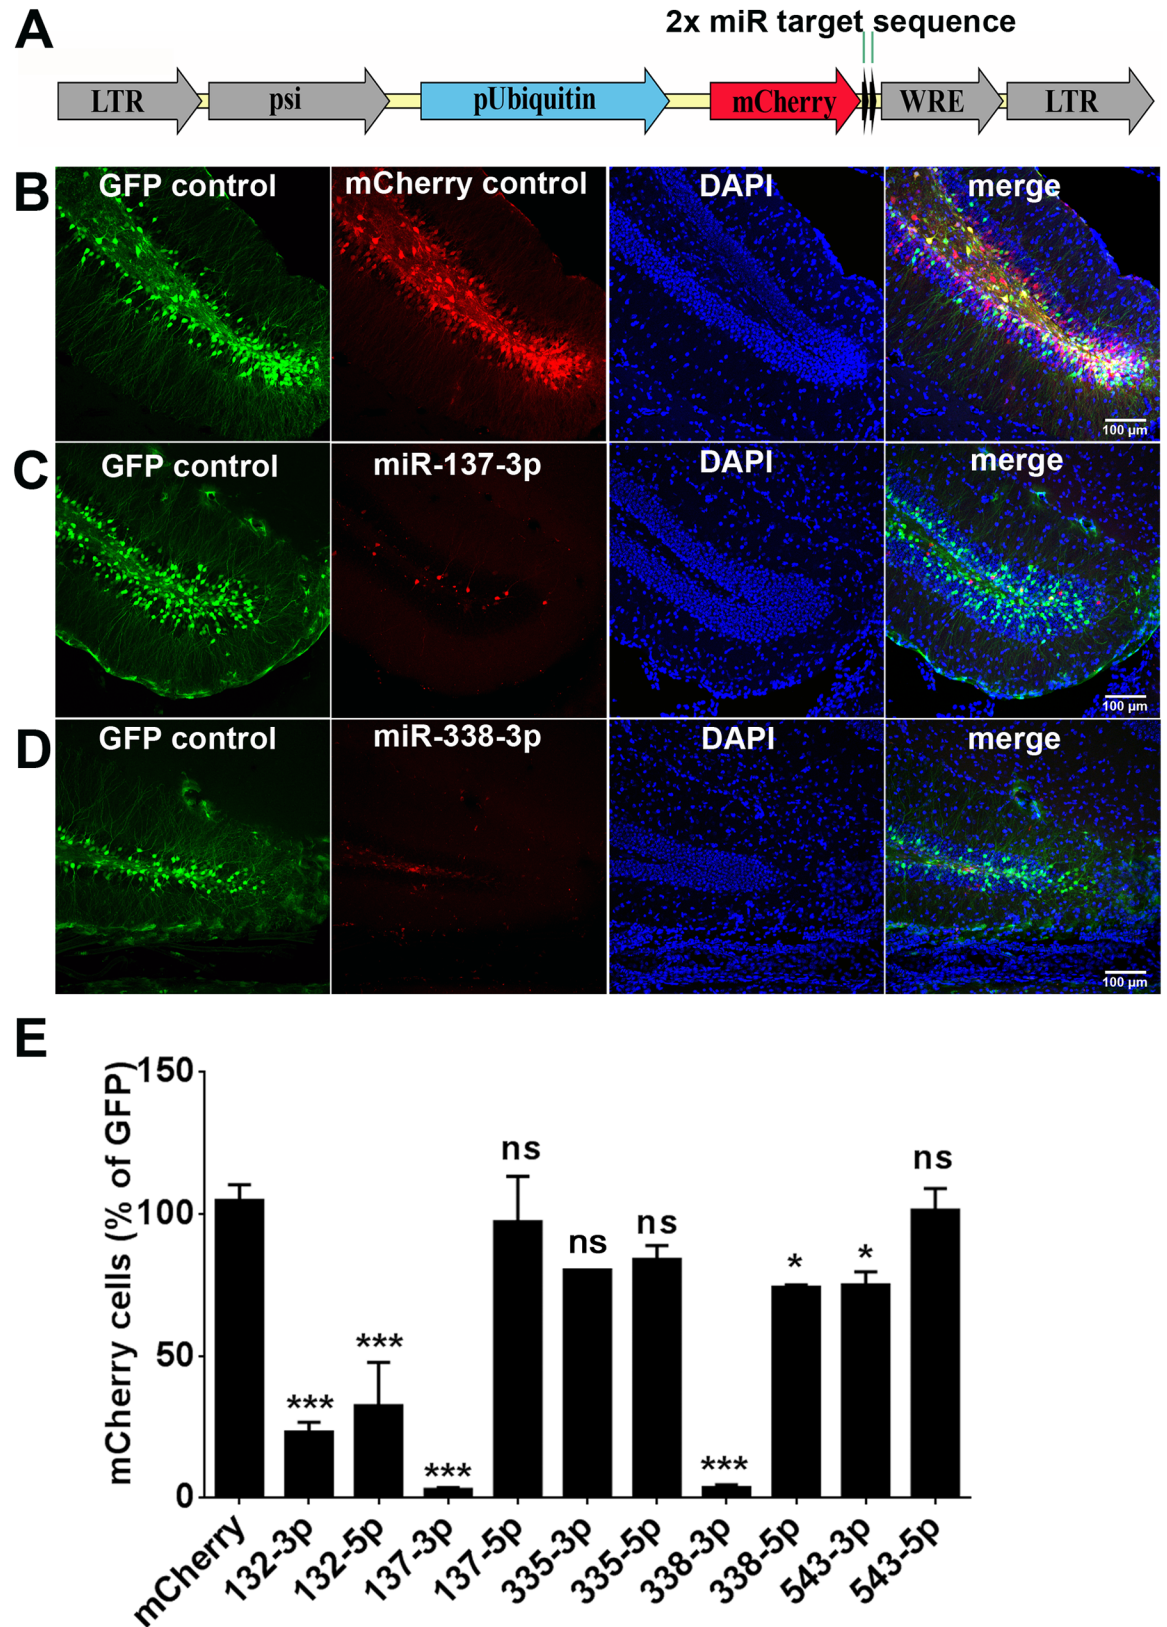 A
2x miR target sequence
LTR psi pUbiquitin mCherry WRE LTR
B
GFP control mCherry control DAPI merge
100 µm
C
GFP control miR-137-3p DAPI merge
100 µm
D
GFP control miR-338-3p DAPI merge
100 µm
E
mCherry cells (% of GFP)
150
100
50
0
*** *** *** ns ns ns *** * * ns
mCherry 132-3p 132-5p 137-3p 137-5p 335-3p 335-5p 338-3p 338-5p 543-3p 543-5p